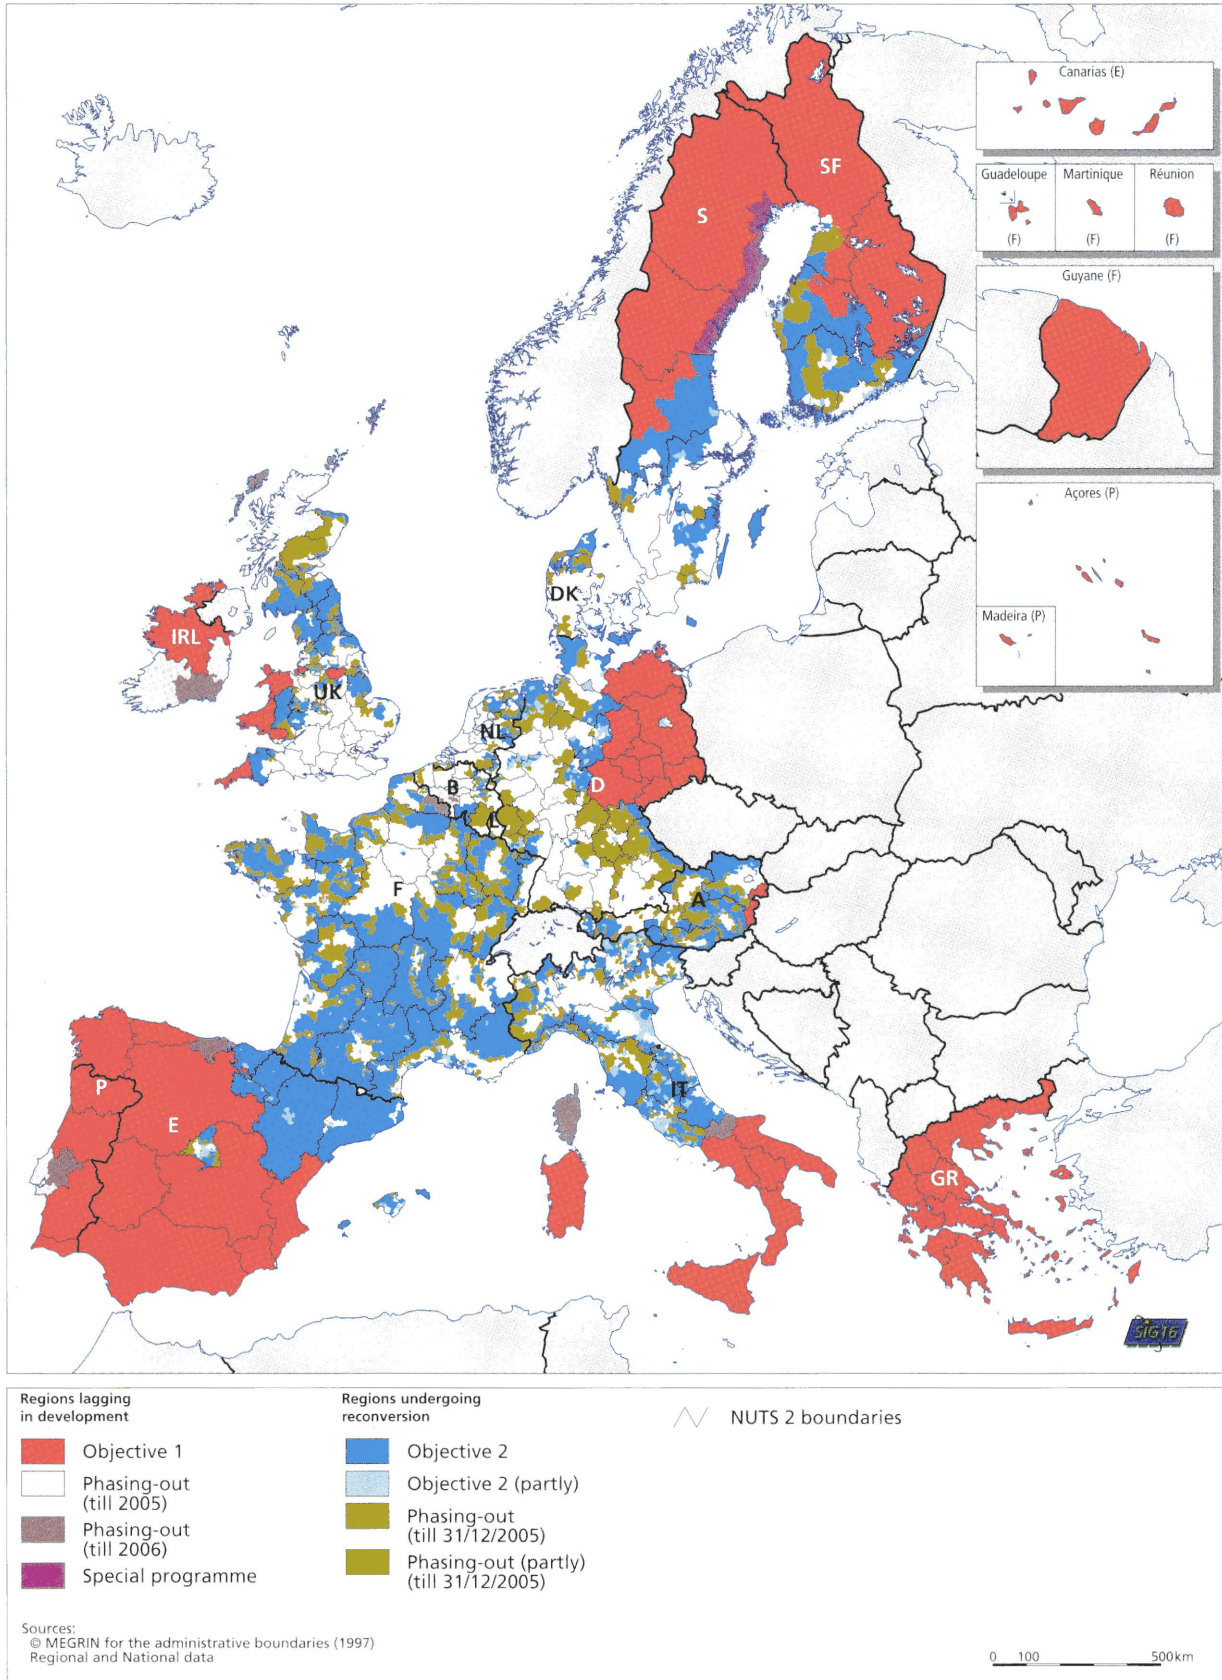 Canarias (E)
Guadeloupe
Martinique
Réunion
(F)
(F)
(F)
Guyane (F)
Açores (P)
Madeira (P)
SF
S
DK
IRL
UK
NL
B
D
L
F
A
P
E
IT
GR
SIG16
Regions lagging
in development
Objective 1
Phasing-out
(till 2005)
Phasing-out
(till 2006)
Special programme
Regions undergoing
reconversion
Objective 2
Objective 2 (partly)
Phasing-out
(till 31/12/2005)
Phasing-out (partly)
(till 31/12/2005)
NUTS 2 boundaries
Sources:
© MEGRIN for the administrative boundaries (1997)
Regional and National data
0 100 500 km